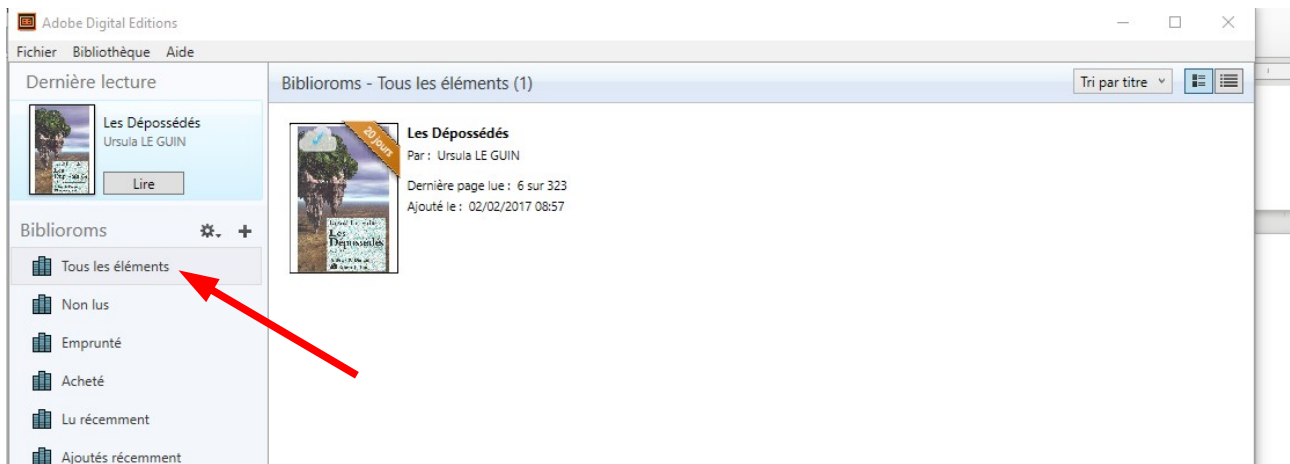 Adobe Digital Editions
Fichier Bibliothèque Aide
Dernière lecture
Les Dépossédés
Ursula LE GUIN
Lire
Biblioroms
Tous les éléments
Non lus
Emprunté
Acheté
Lu récemment
Ajoutés récemment
Biblioroms - Tous les éléments (1)
Tri par titre
20 jours
Les Dépossédés
Les Dépossédés
Par : Ursula LE GUIN
Dernière page lue : 6 sur 323
Ajouté le : 02/02/2017 08:57